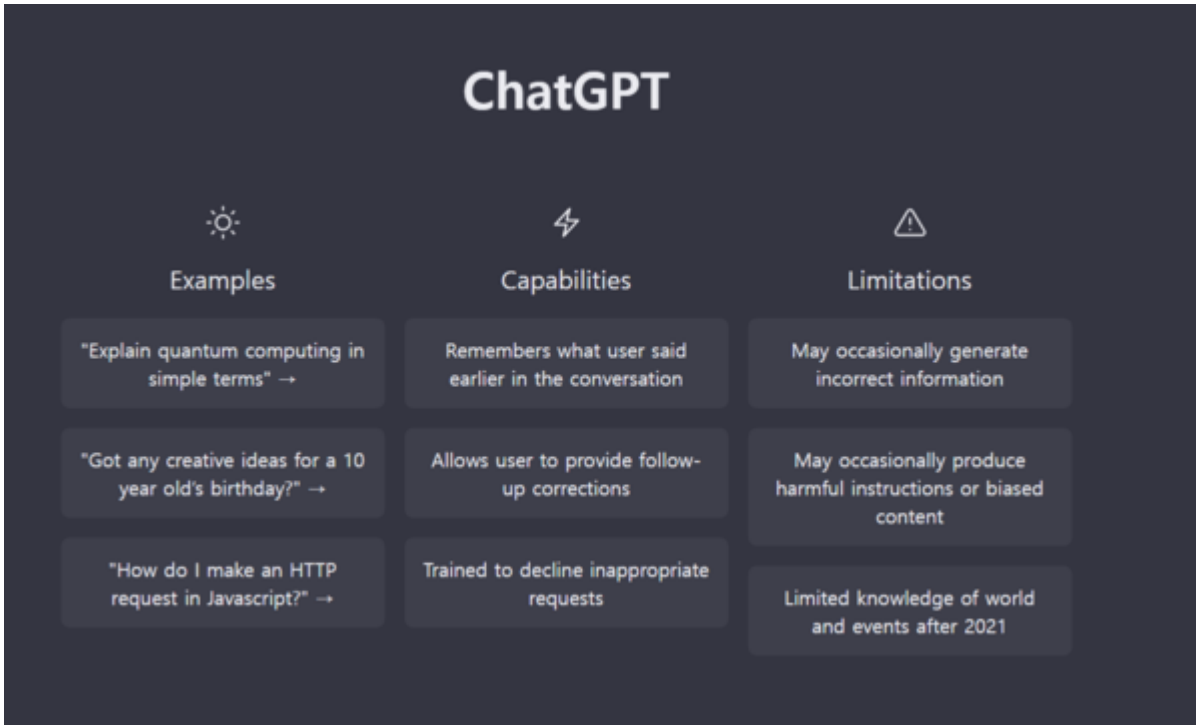 ChatGPT
Examples
"Explain quantum computing in
simple terms" →
"Got any creative ideas for a 10
year old's birthday?" →
"How do I make an HTTP
request in Javascript?" →
Capabilities
Remembers what user said
earlier in the conversation
Allows user to provide follow-
up corrections
Trained to decline inappropriate
requests
Limitations
May occasionally generate
incorrect information
May occasionally produce
harmful instructions or biased
content
Limited knowledge of world
and events after 2021